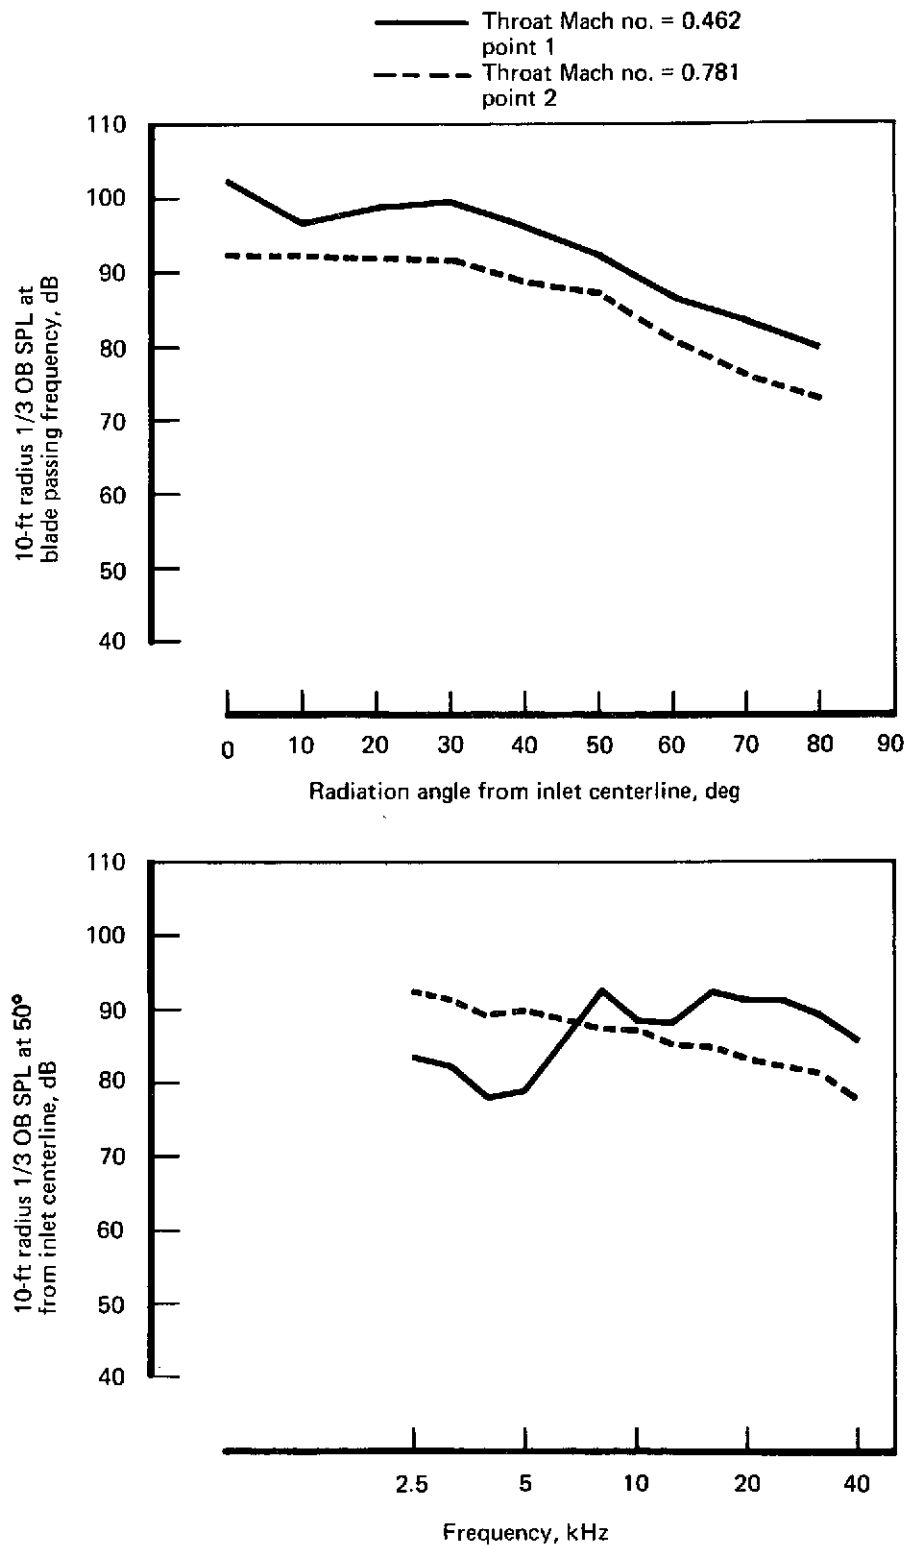 Throat Mach no. = 0.462
point 1
Throat Mach no. = 0.781
point 2
10-ft radius 1/3 OB SPL at
blade passing frequency, dB
110
100
90
80
70
60
50
40
0 10 20 30 40 50 60 70 80 90
Radiation angle from inlet centerline, deg
10-ft radius 1/3 OB SPL at 50°
from inlet centerline, dB
110
100
90
80
70
60
50
40
2.5 5 10 20 40
Frequency, kHz